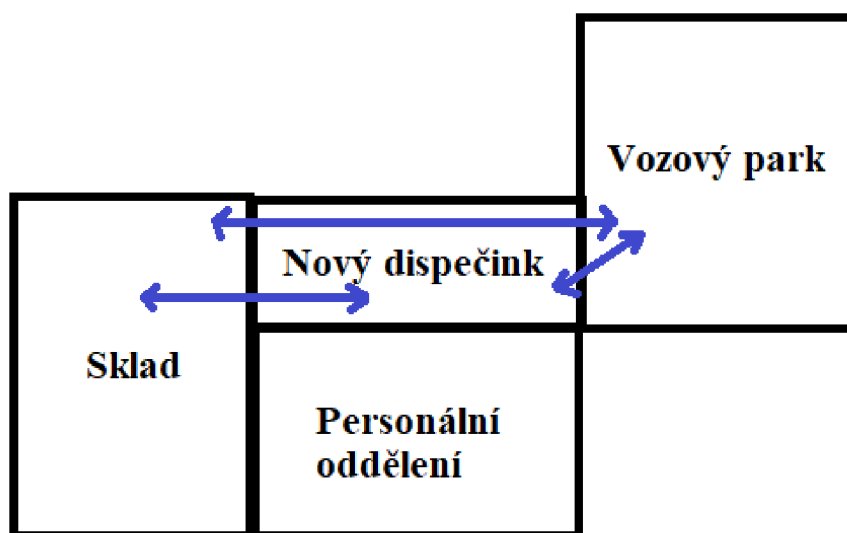 Vozový park
Nový dispečink
Sklad
Personální
oddělení